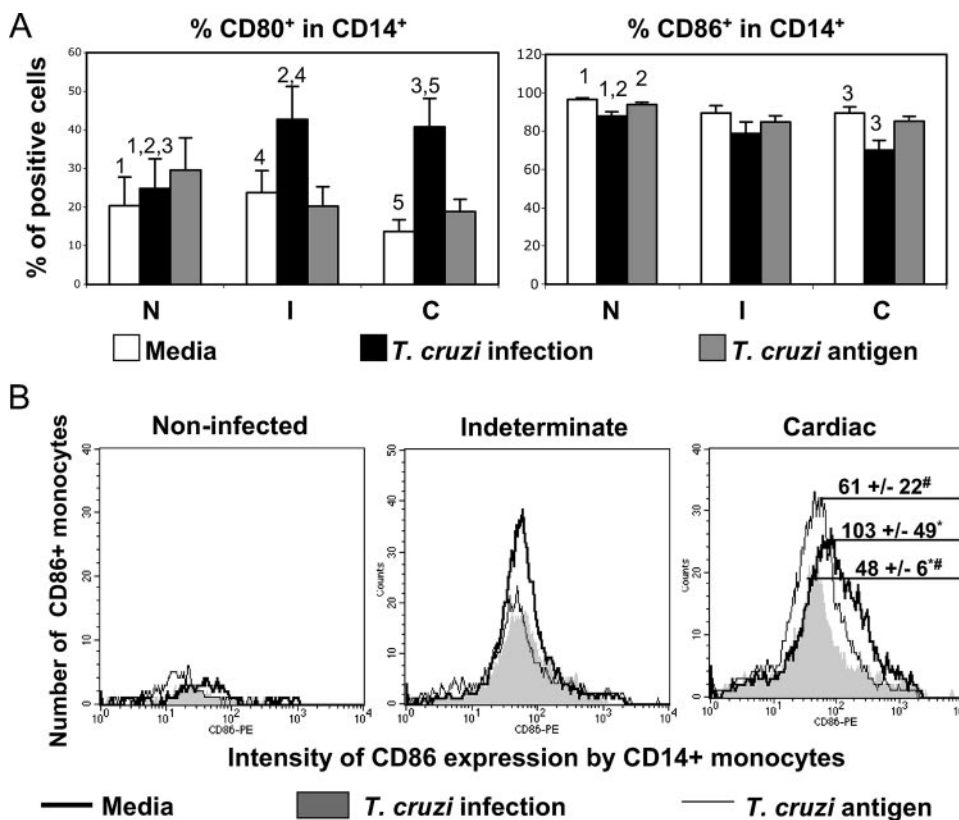 A
% CD80+ in CD14+
% CD86+ in CD14+
% of positive cells
60
50
40
30
20
10
0
1
1,2,3
2,4
4
3,5
5
N
I
C
120
100
80
60
40
20
0
1
1,2
2
3
3
N
I
C
Media
T. cruzi infection
T. cruzi antigen
B
Non-infected
Indeterminate
Cardiac
Number of CD86+ monocytes
40
30
20
10
0
10⁰
10¹
10²
10³
10⁴
CD86-PE
Counts
50
40
30
20
10
0
10⁰
10¹
10²
10³
10⁴
CD86-PE
Counts
40
30
20
10
0
61 +/- 22#
103 +/- 49*
48 +/- 6*#
10⁰
10¹
10²
10³
CD86-PE
Intensity of CD86 expression by CD14+ monocytes
Media
T. cruzi infection
T. cruzi antigen